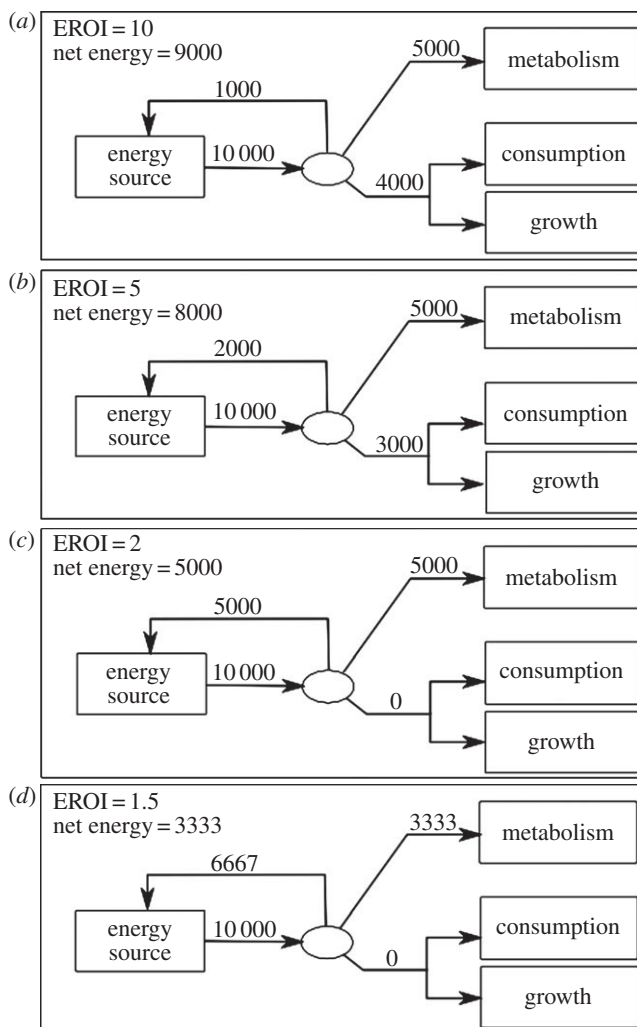 (a)
EROI = 10
net energy = 9000
5000
metabolism
1000
energy
source
10 000
consumption
4000
growth
(b)
EROI = 5
net energy = 8000
5000
metabolism
2000
energy
source
10 000
consumption
3000
growth
(c)
EROI = 2
net energy = 5000
5000
metabolism
5000
energy
source
10 000
consumption
0
growth
(d)
EROI = 1.5
net energy = 3333
3333
metabolism
6667
energy
source
10 000
consumption
0
growth